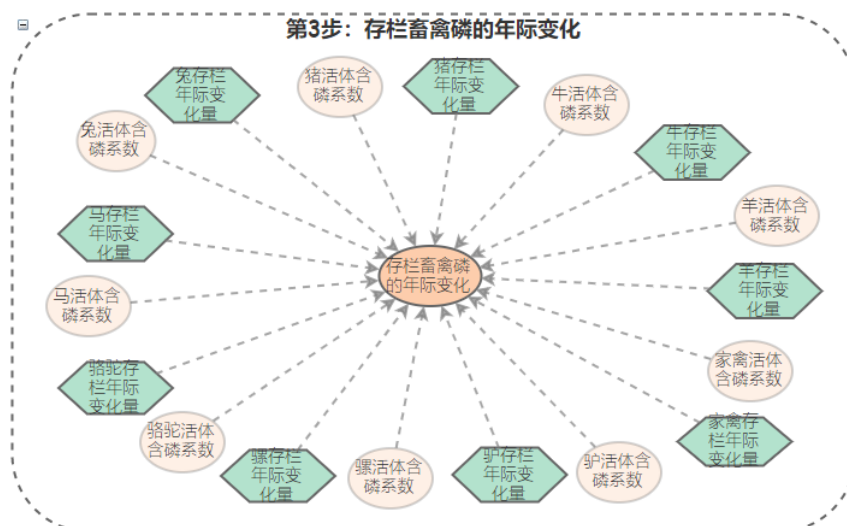 第3步：存栏畜禽磷的年际变化
兔存栏
年际变
化量
猪活体含
磷系数
猪存栏
年际变
化量
牛活体含
磷系数
兔活体含
磷系数
牛存栏
年际变
化量
马存栏
年际变
化量
羊活体含
磷系数
存栏畜禽磷
的年际变化
马活体含
磷系数
羊存栏
年际变
化量
骆驼存
栏年际
变化量
家禽活体
含磷系数
骆驼活体
含磷系数
家禽存
栏年际
变化量
骡存栏
年际变
化量
骡活体含
磷系数
驴存栏
年际变
化量
驴活体含
磷系数